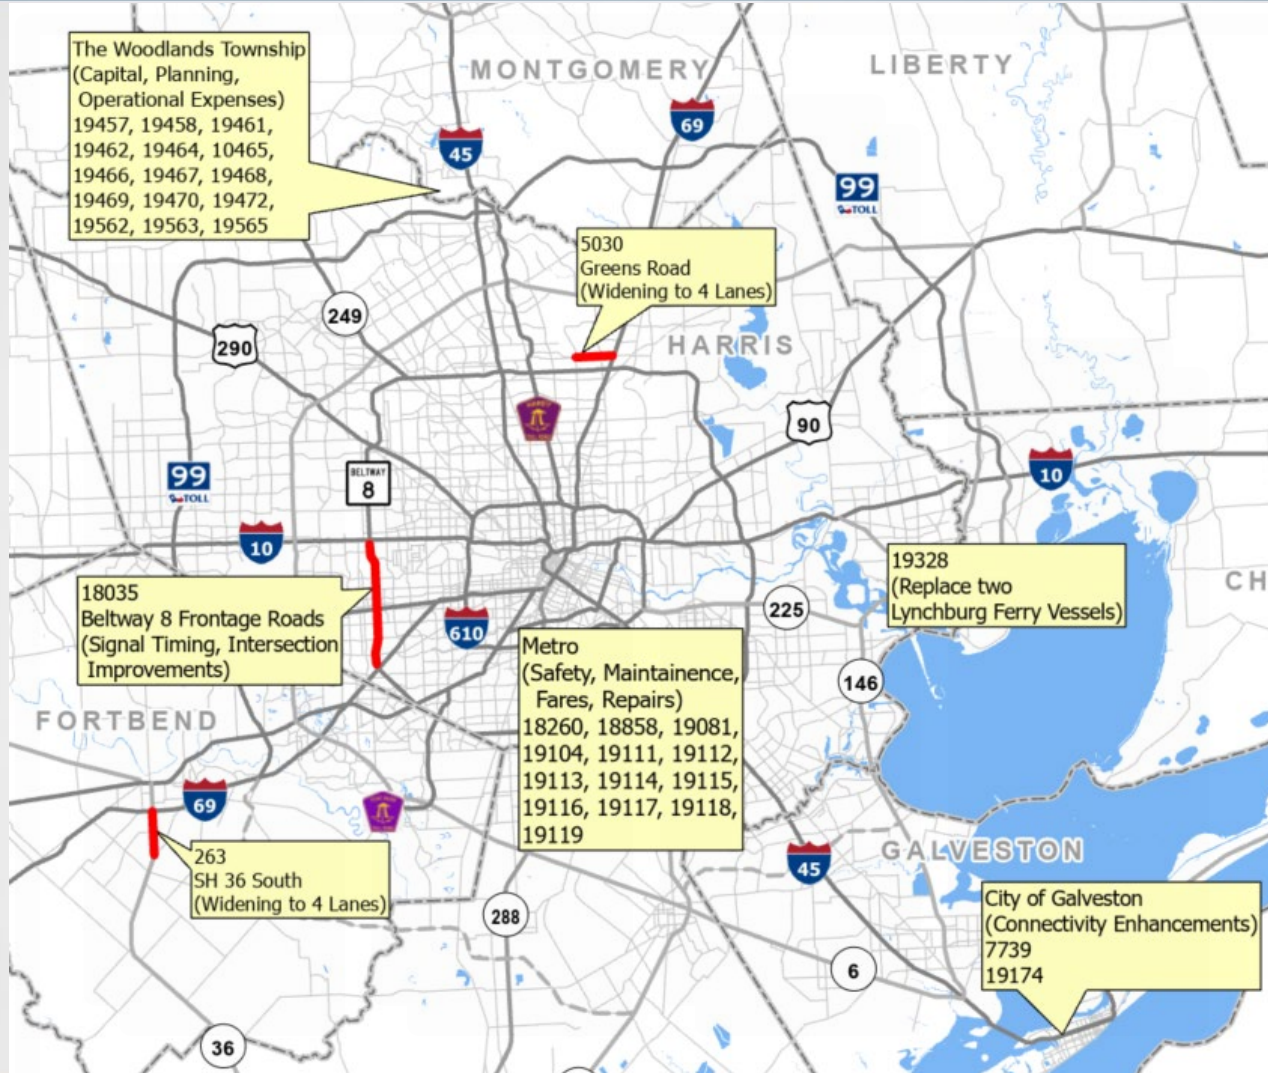 The Woodlands Township
(Capital, Planning,
Operational Expenses)
19457, 19458, 19461,
19462, 19464, 10465,
19466, 19467, 19468,
19469, 19470, 19472,
19562, 19563, 19565
MONTGOMERY
LIBERTY
69
45
99
TOLL
5030
Greens Road
(Widening to 4 Lanes)
249
290
HARRIS
90
99
TOLL
BELTWAY
8
10
10
18035
Beltway 8 Frontage Roads
(Signal Timing, Intersection
Improvements)
610
225
19328
(Replace two
Lynchburg Ferry Vessels)
CH
Metro
(Safety, Maintainence,
Fares, Repairs)
18260, 18858, 19081,
19104, 19111, 19112,
19113, 19114, 19115,
19116, 19117, 19118,
19119
146
FORTBEND
69
263
SH 36 South
(Widening to 4 Lanes)
45
GALVESTON
288
6
City of Galveston
(Connectivity Enhancements)
7739
19174
36